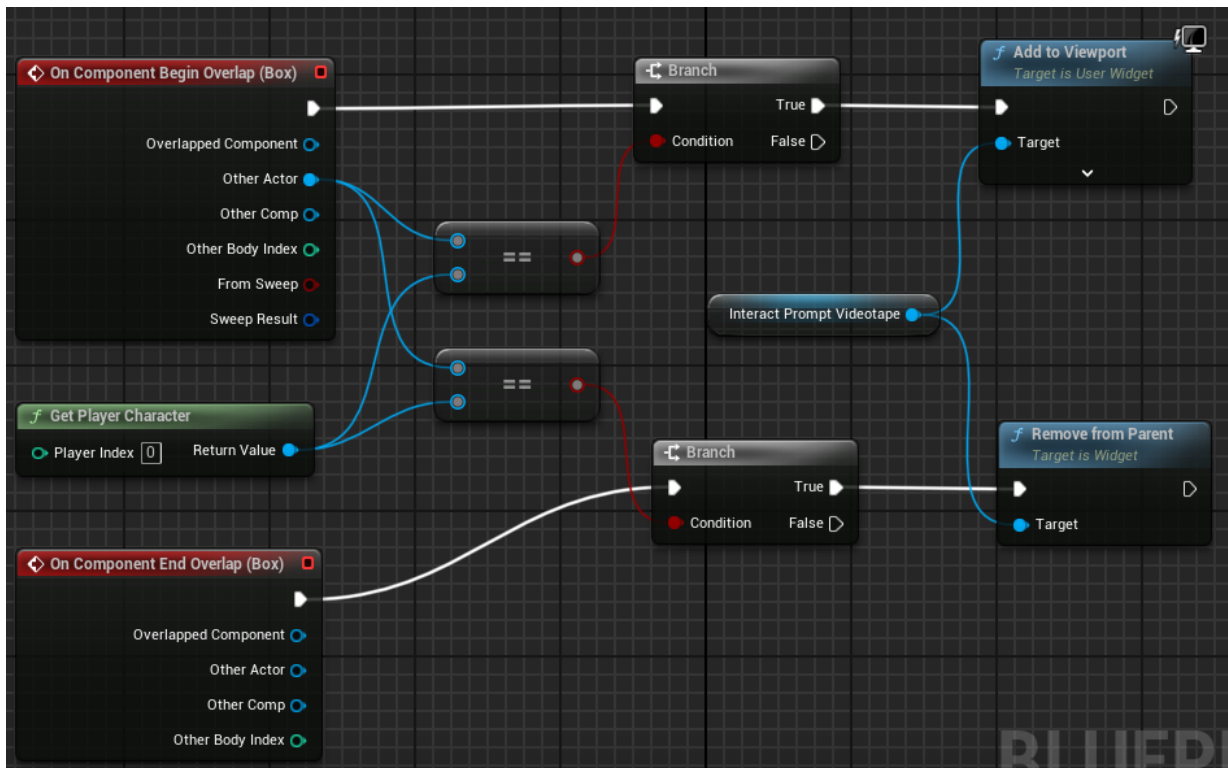 On Component Begin Overlap (Box)
Overlapped Component
Other Actor
Other Comp
Other Body Index
From Sweep
Sweep Result
f Get Player Character
Player Index 0 Return Value
On Component End Overlap (Box)
Overlapped Component
Other Actor
Other Comp
Other Body Index
==
==
Branch
True
Condition False
Interact Prompt Videotape
Branch
True
Condition False
f Add to Viewport
Target is User Widget
Target
f Remove from Parent
Target is Widget
Target